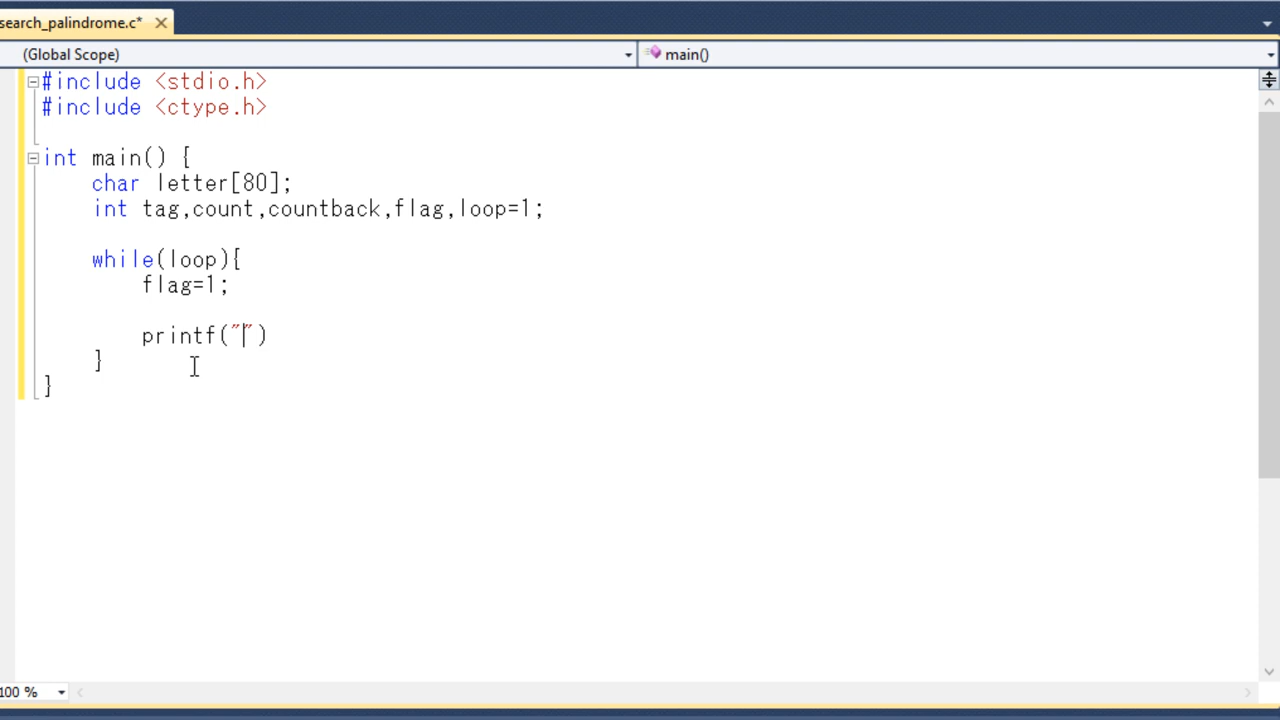 search_palindrome.c*
(Global Scope)
main()
#include <stdio.h>
#include <ctype.h>
int main() {
char letter[80];
int tag,count,countback,flag,loop=1;
while(loop){
flag=1;
printf("")
}
}
100 %